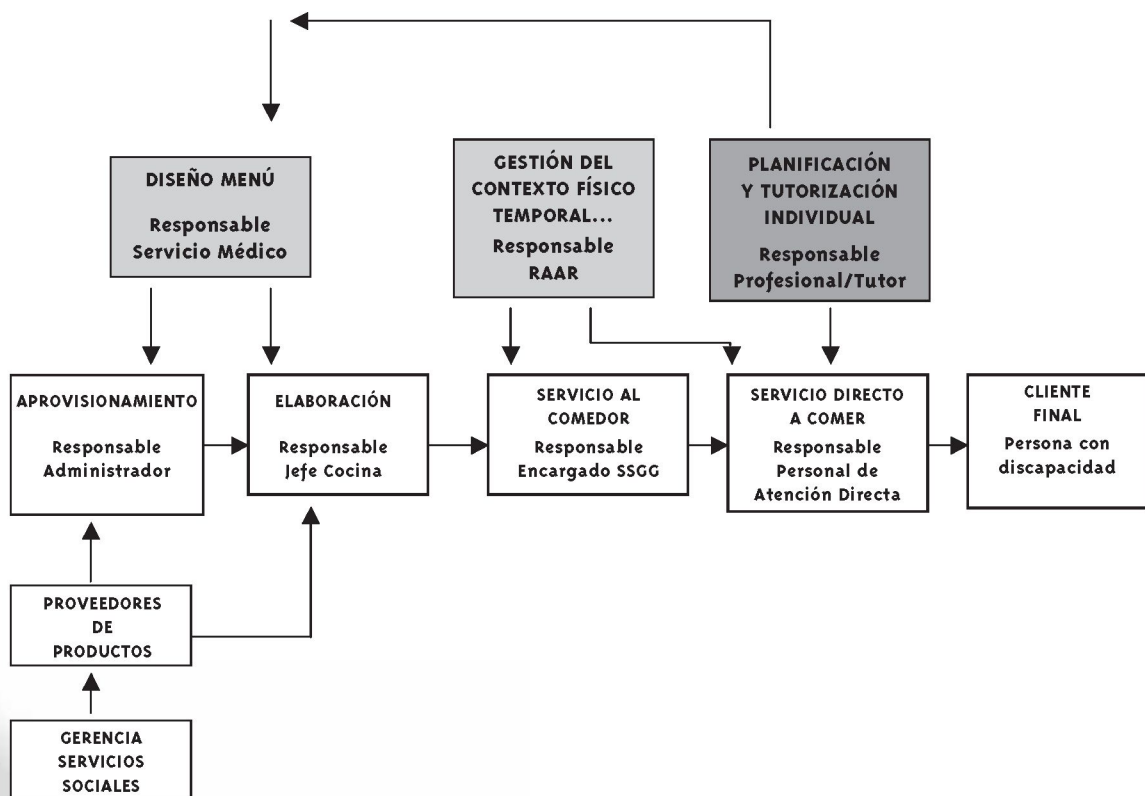 DISEÑO MENÚ
Responsable
Servicio Médico
GESTIÓN DEL
CONTEXTO FÍSICO
TEMPORAL...
Responsable
RAAR
PLANIFICACIÓN
Y TUTORIZACIÓN
INDIVIDUAL
Responsable
Profesional/Tutor
APROVISIONAMIENTO
Responsable
Administrador
ELABORACIÓN
Responsable
Jefe Cocina
SERVICIO AL
COMEDOR
Responsable
Encargado SSGG
SERVICIO DIRECTO
A COMER
Responsable
Personal de
Atención Directa
CLIENTE
FINAL
Persona con
discapacidad
PROVEEDORES
DE
PRODUCTOS
GERENCIA
SERVICIOS
SOCIALES